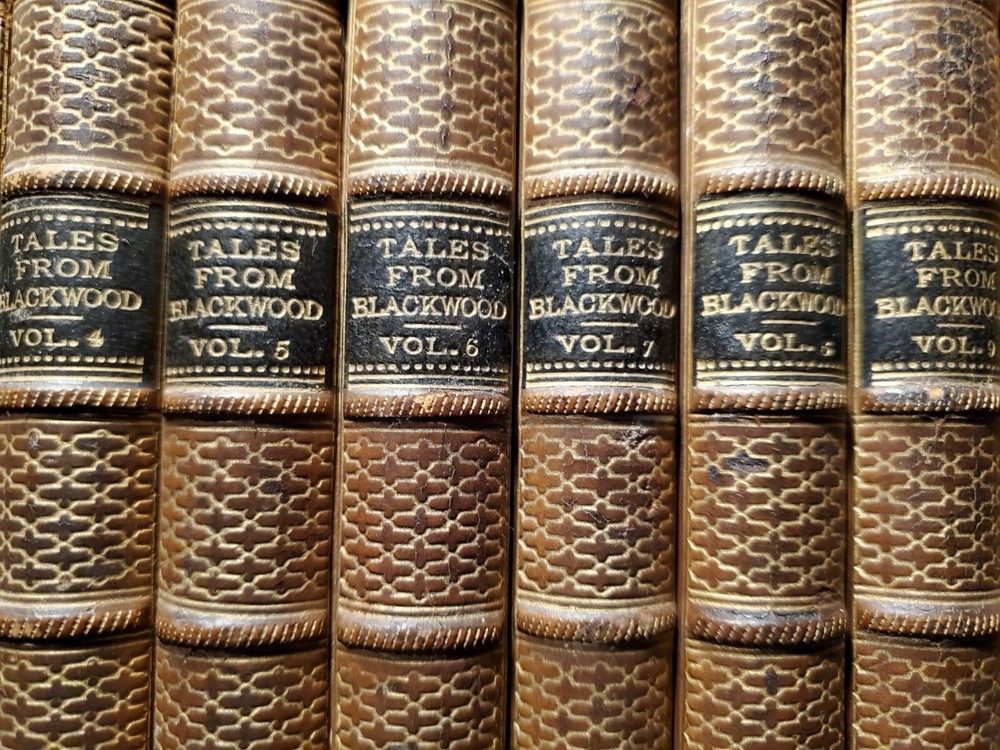 TALES
FROM
BLACKWOOD
VOL. 4
TALES
FROM
BLACKWOOD
VOL. 5
TALES
FROM
BLACKWOOD
VOL. 6
TALES
FROM
BLACKWOOD
VOL. 7
TALES
FROM
BLACKWOOD
VOL. 8
TALES
FROM
BLACKWOOD
VOL. 9